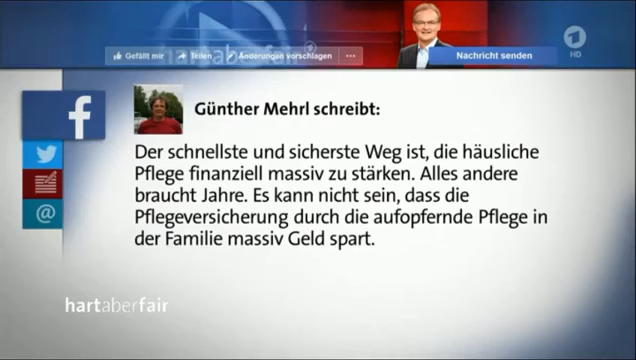 Gefällt mir Teilen Änderungen vorschlagen ... Nachricht senden
HD
Günther Mehrl schreibt:
Der schnellste und sicherste Weg ist, die häusliche
Pflege finanziell massiv zu stärken. Alles andere
braucht Jahre. Es kann nicht sein, dass die
Pflegeversicherung durch die aufopfernde Pflege in
der Familie massiv Geld spart.
hartaberfair